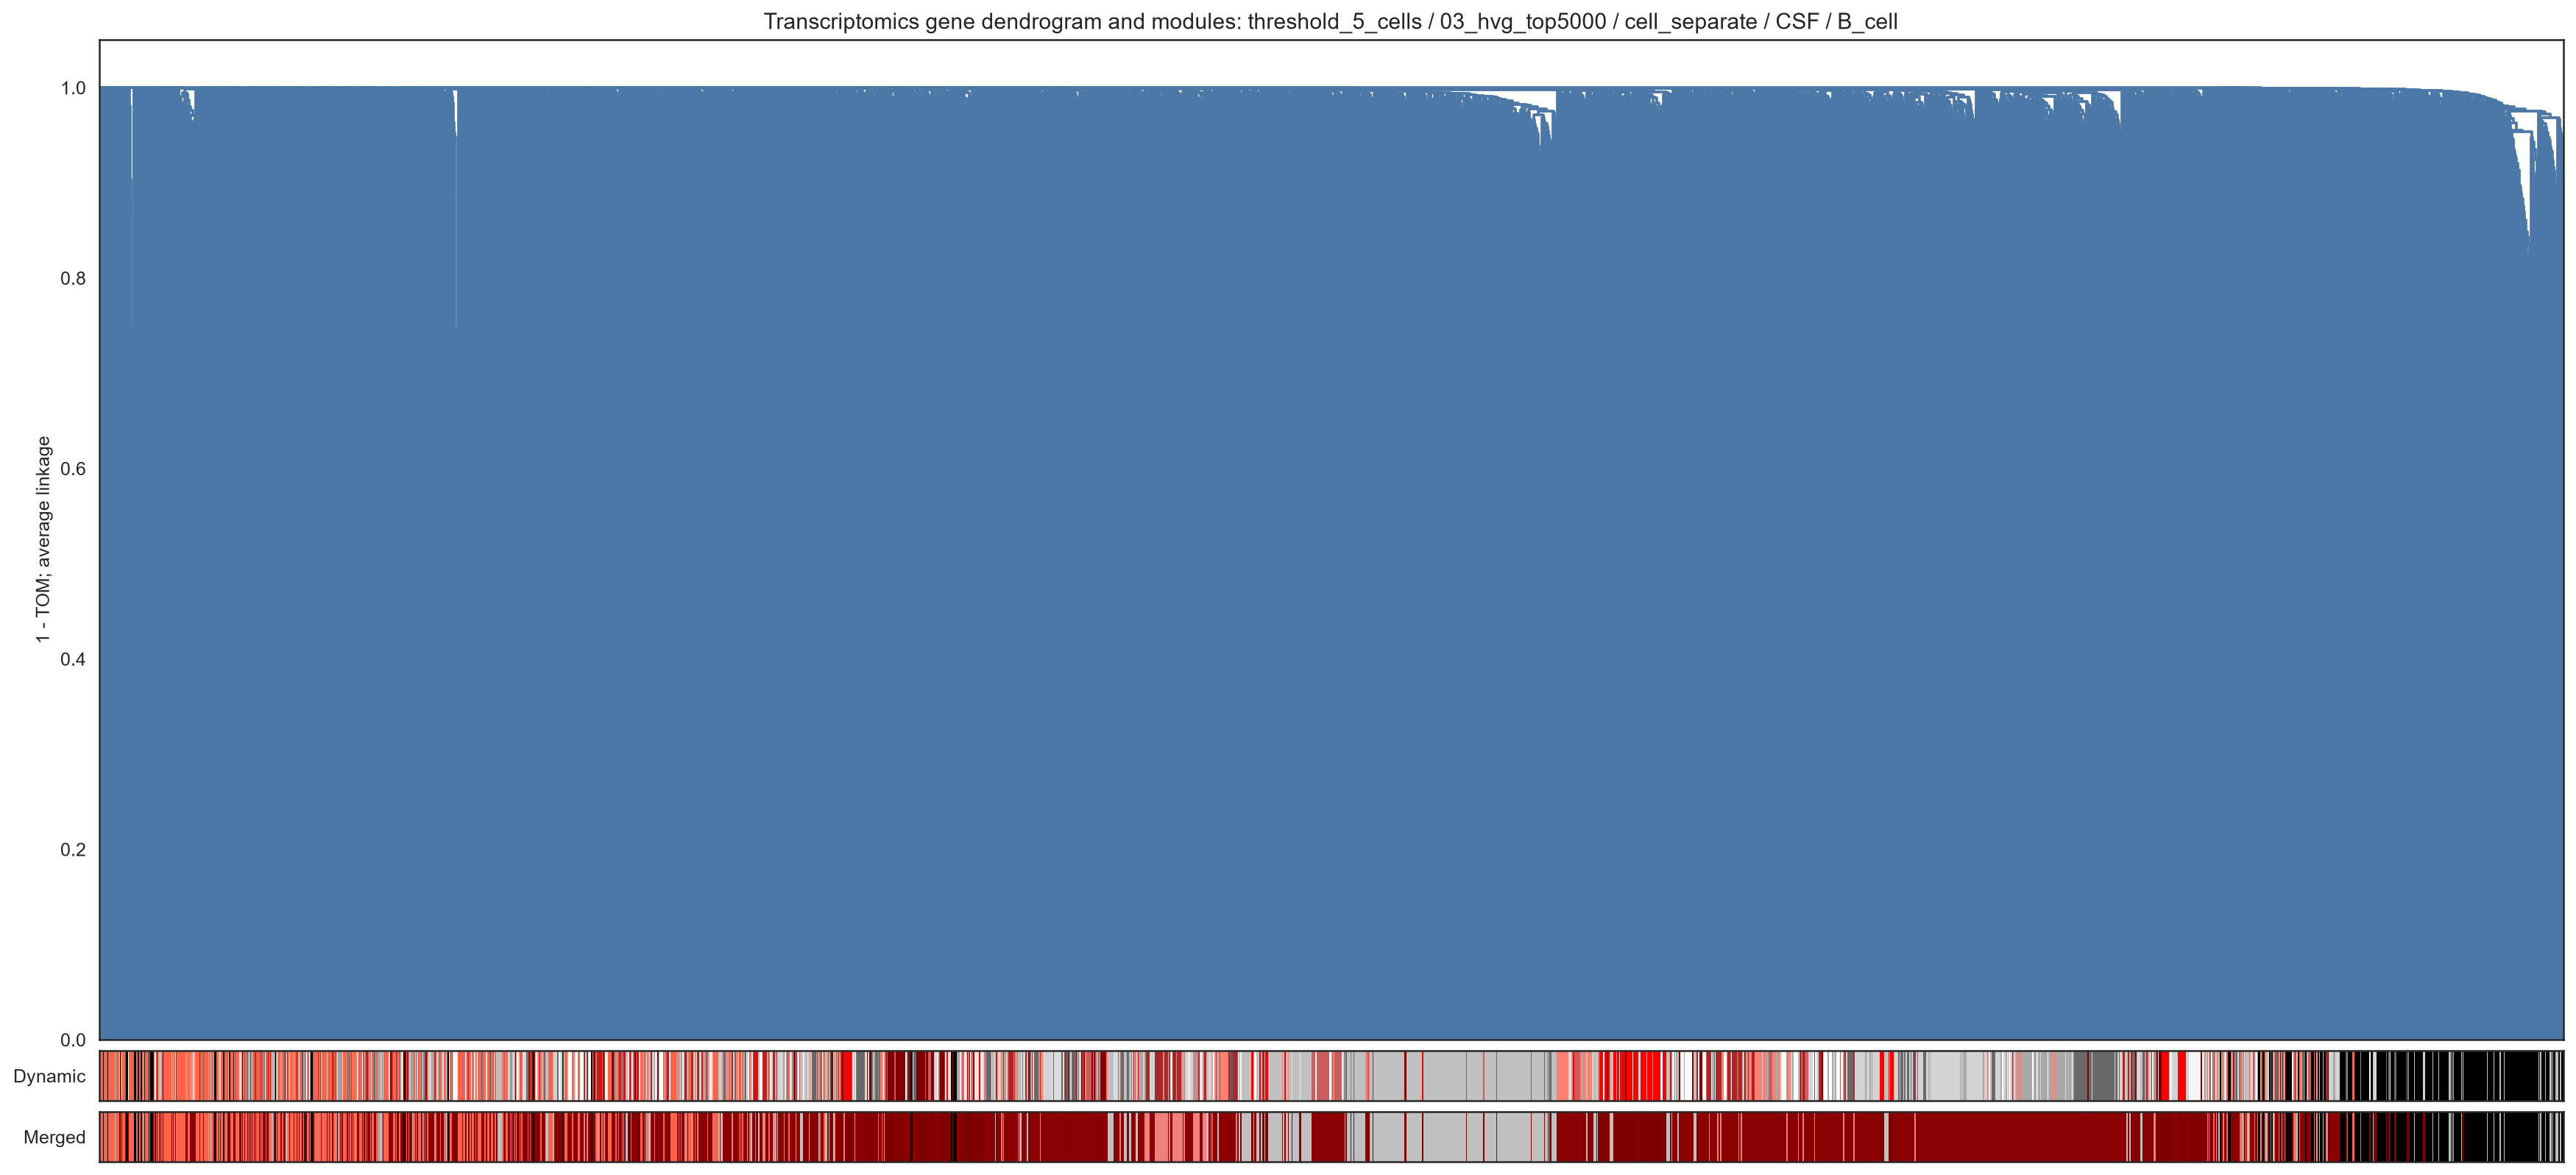 Transcriptomics gene dendrogram and modules: threshold_5_cells / 03_hvg_top5000 / cell_separate / CSF / B_cell
1.0
0.8
0.6
0.4
0.2
0.0
1 - TOM; average linkage
Dynamic
Merged